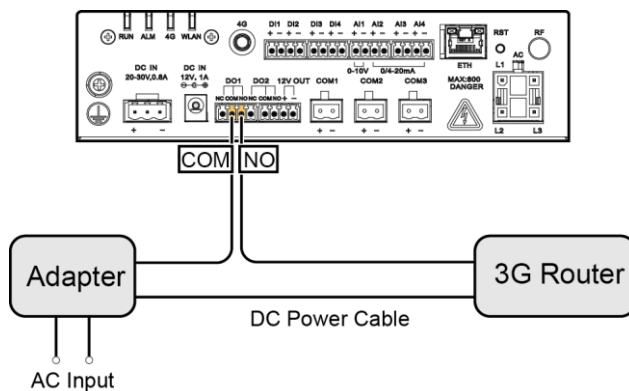 RUN ALM 4G WLAN
4G
DI1 DI2 DI3 DI4 AI1 AI2 AI3 AI4
+ - + - + - + - + - + - + - + -
0-10V 0/4-20mA
ETH
RST
RF
L1 AC
DC IN
20-30V,0.8A
DC IN
12V, 1A
DO1 DO2 12V OUT
NC COM NO NC COM NO + -
COM1 COM2 COM3
MAX:600
DANGER
+ -
+ - + - + -
L2 L3
COM NO
Adapter
3G Router
DC Power Cable
AC Input